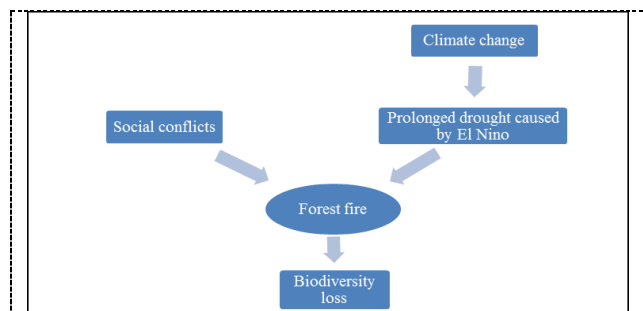 Climate change
Social conflicts
Prolonged drought caused
by El Nino
Forest fire
Biodiversity
loss